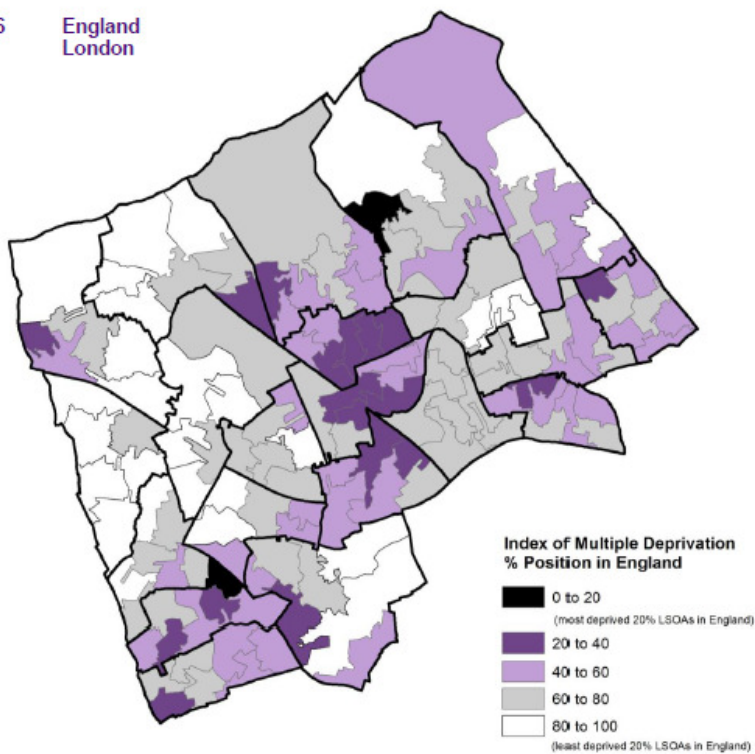 6 England
London
Index of Multiple Deprivation
% Position in England
0 to 20
(most deprived 20% LSOAs in England)
20 to 40
40 to 60
60 to 80
80 to 100
(least deprived 20% LSOAs in England)